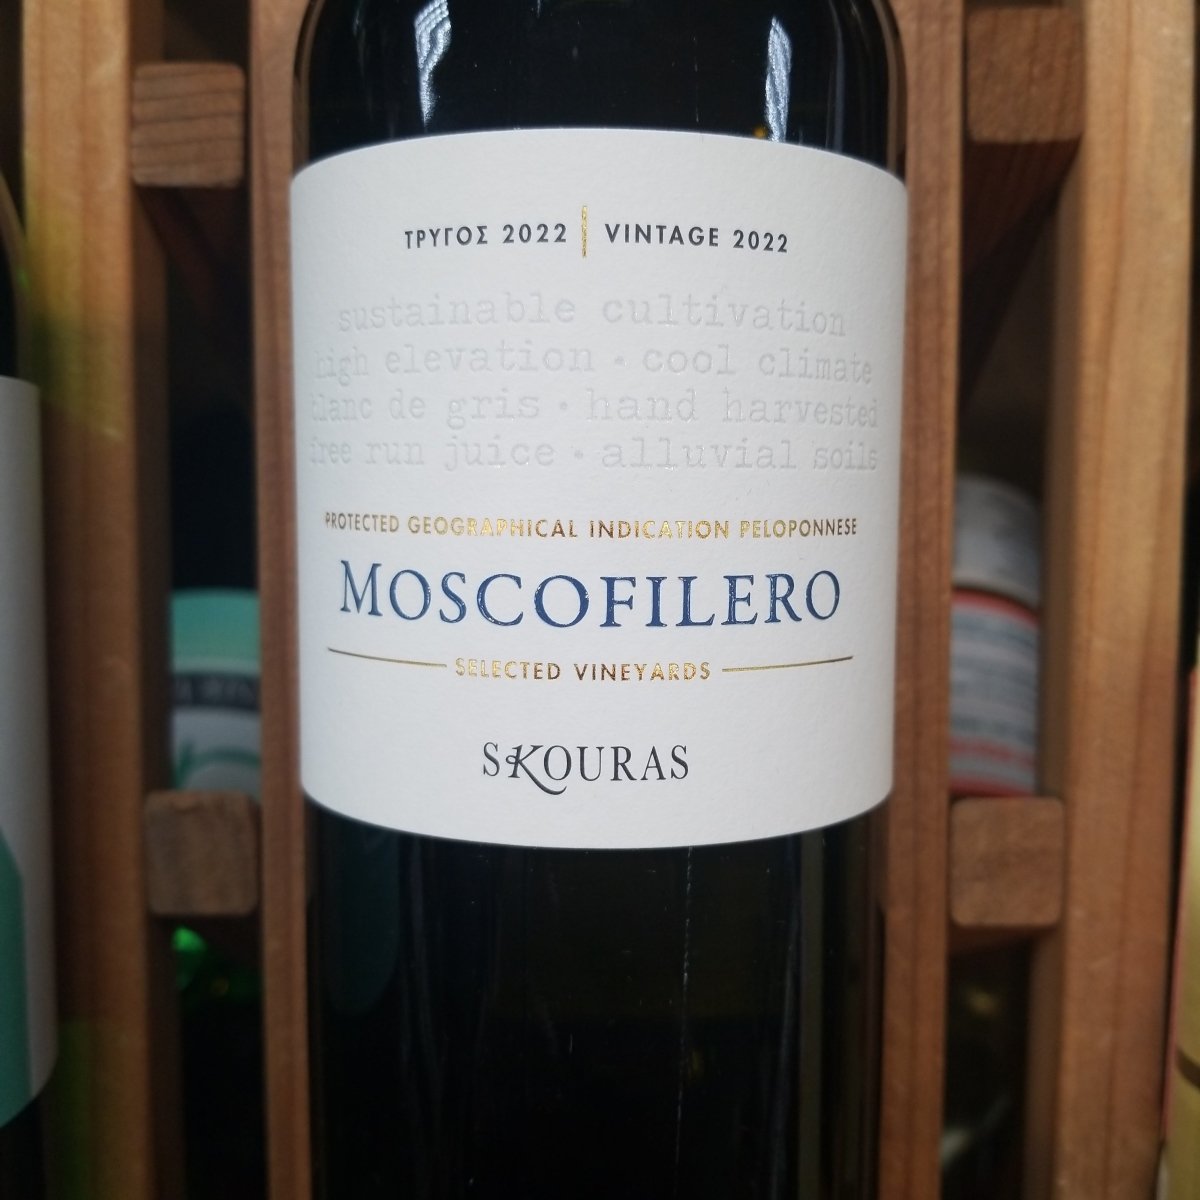 ΤΡΥΓΟΣ 2022 | VINTAGE 2022
sustainable cultivation
high elevation · cool climate
blanc de gris · hand harvested
free run juice · alluvial soils
PROTECTED GEOGRAPHICAL INDICATION PELOPONNESE
MOSCOFILERO
SELECTED VINEYARDS
SKOURAS